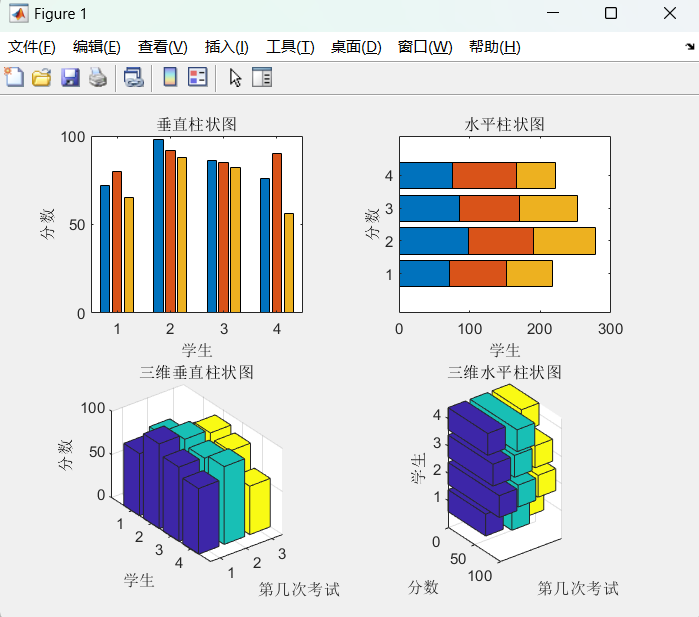 Figure 1
文件(F) 编辑(E) 查看(V) 插入(I) 工具(T) 桌面(D) 窗口(W) 帮助(H)
垂直柱状图
100
50
0
分数
1 2 3 4
学生
水平柱状图
4
3
2
1
分数
0 100 200 300
学生
三维垂直柱状图
100
50
0
分数
1
2
3
4
学生
1
2
3
第几次考试
三维水平柱状图
4
3
2
1
学生
0
50
100
分数
第几次考试